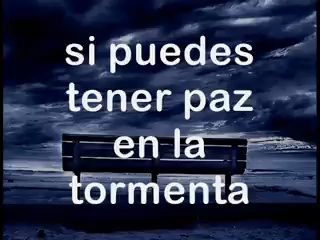 si puedes
tener paz
en la
tormenta